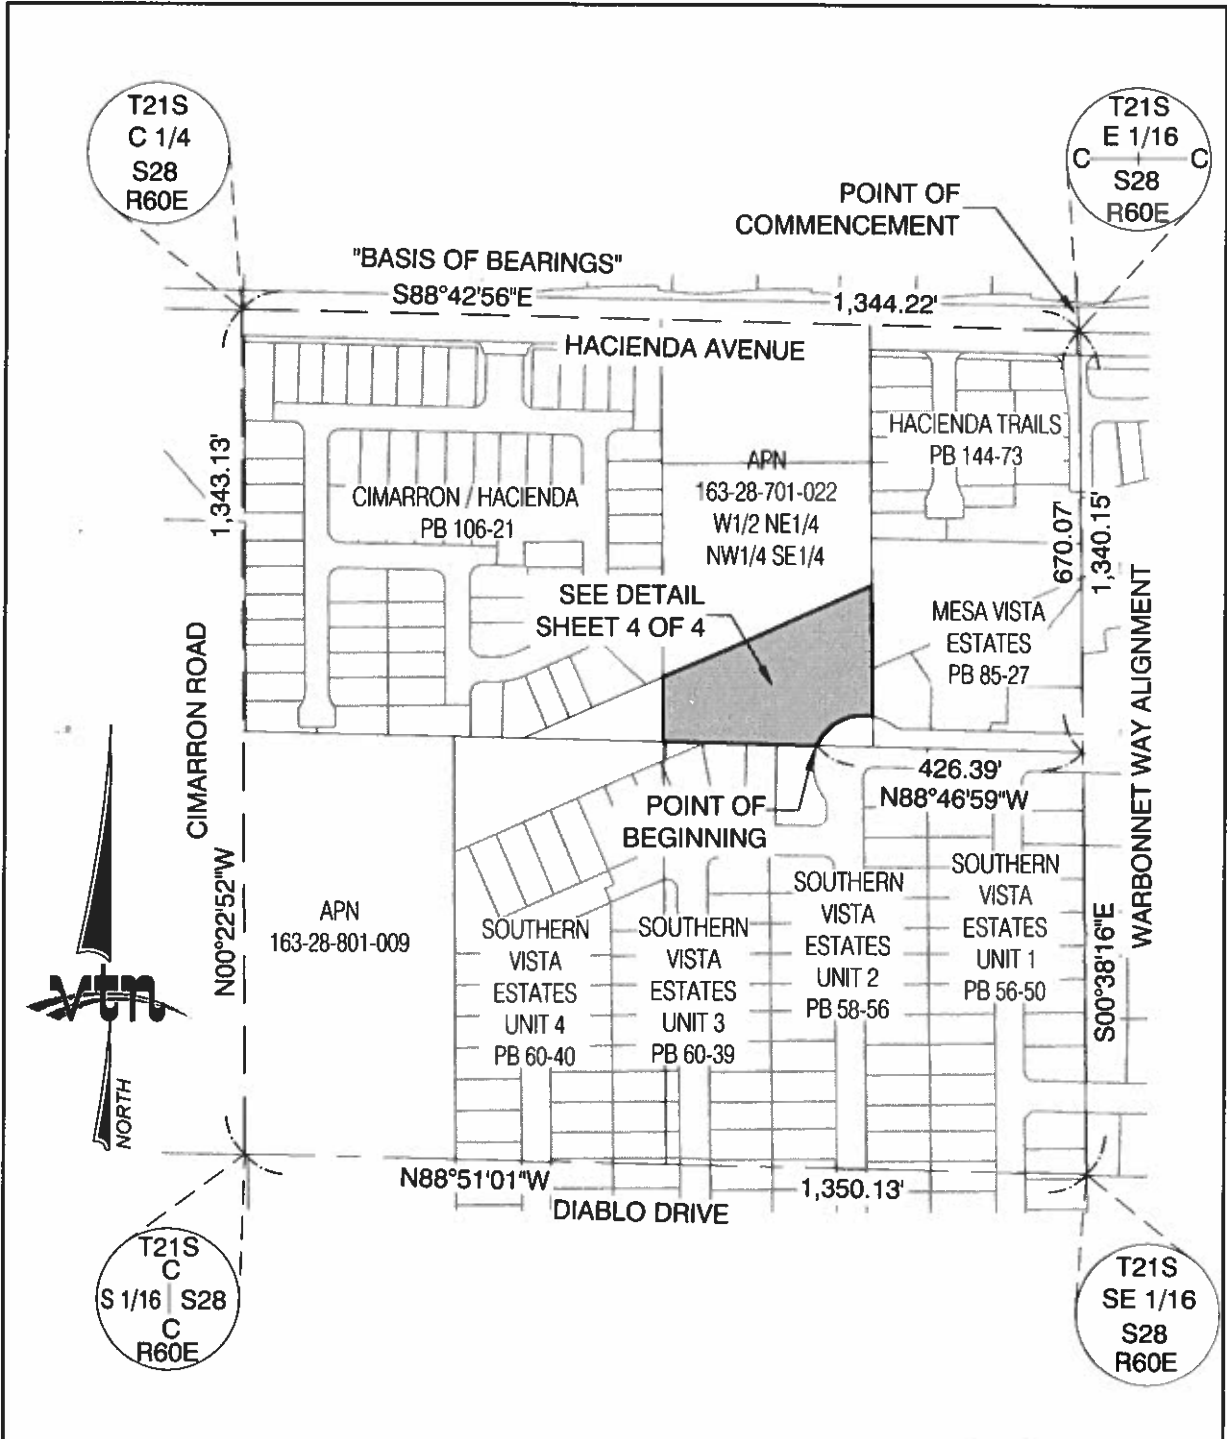 T21S
C 1/4
S28
R60E
T21S
E 1/16
C C
S28
R60E
POINT OF
COMMENCEMENT
"BASIS OF BEARINGS"
S88°42'56"E
1,344.22'
HACIENDA AVENUE
HACIENDA TRAILS
PB 144-73
APN
163-28-701-022
W1/2 NE1/4
NW1/4 SE1/4
CIMARRON / HACIENDA
PB 106-21
1,343.13'
670.07'
1,340.15'
SEE DETAIL
SHEET 4 OF 4
MESA VISTA
ESTATES
PB 85-27
CIMARRON ROAD
WARBONNET WAY ALIGNMENT
426.39'
N88°46'59"W
POINT OF
BEGINNING
N00°22'52"W
APN
163-28-801-009
SOUTHERN
VISTA
ESTATES
UNIT 4
PB 60-40
SOUTHERN
VISTA
ESTATES
UNIT 3
PB 60-39
SOUTHERN
VISTA
ESTATES
UNIT 2
PB 58-56
SOUTHERN
VISTA
ESTATES
UNIT 1
PB 56-50
S00°38'16"E
vtn
NORTH
N88°51'01"W
1,350.13'
DIABLO DRIVE
T21S
C
S 1/16 S28
C
R60E
T21S
SE 1/16
S28
R60E